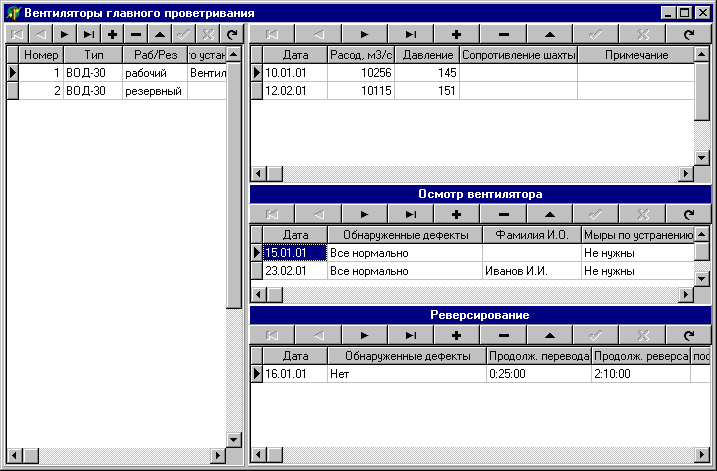 Вентиляторы главного проветривания
Номер Тип Раб/Рез о устан
1 ВОД-30 рабочий Вентил
2 ВОД-30 резервный
Дата Расод, м3/с Давление Сопротивление шахты Примечание
10.01.01 10256 145
12.02.01 10115 151
Осмотр вентилятора
Дата Обнаруженные дефекты Фамилия И.О. Мыры по устранению
15.01.01 Все нормально Не нужны
23.02.01 Все нормально Иванов И.И. Не нужны
Реверсирование
Дата Обнаруженные дефекты Продолж. перевода Продолж. реверса пос
16.01.01 Нет 0:25:00 2:10:00